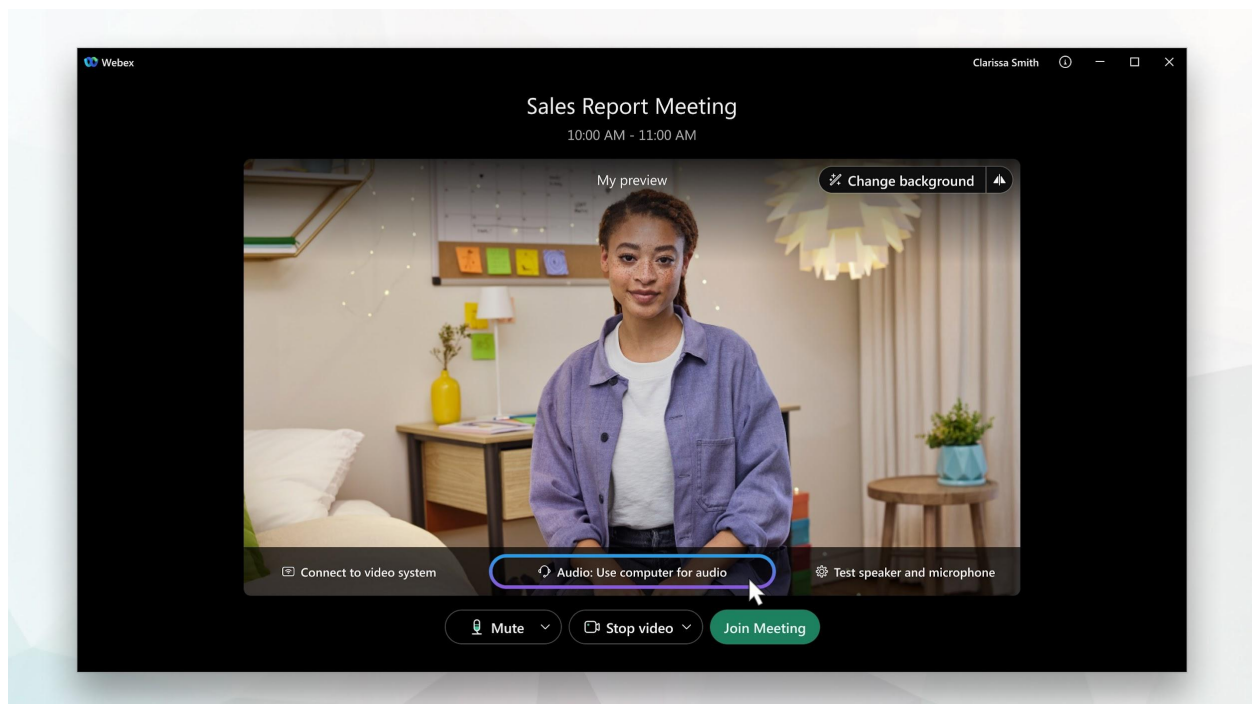 Webex
Clarissa Smith
Sales Report Meeting
10:00 AM - 11:00 AM
My preview
Change background
Connect to video system
Audio: Use computer for audio
Test speaker and microphone
Mute
Stop video
Join Meeting